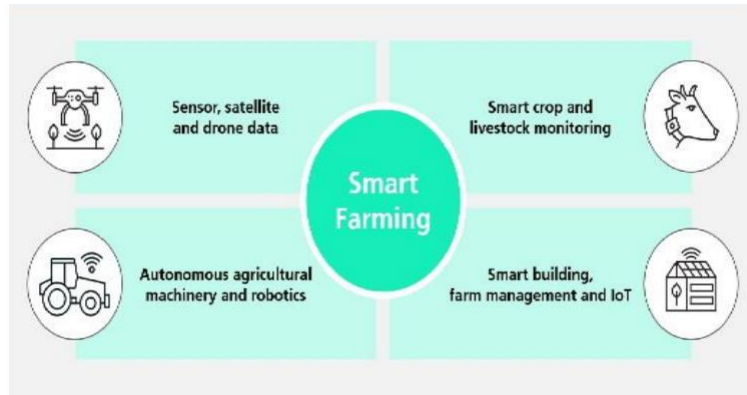 Sensor, satellite
and drone data
Smart crop and
livestock monitoring
Smart
Farming
Autonomous agricultural
machinery and robotics
Smart building,
farm management and IoT